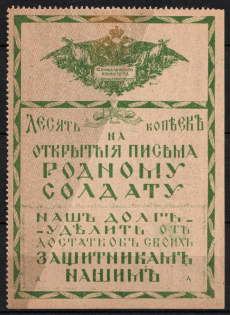 Десять копѣекъ
на
открытыя письма
родному
солдату
Нашъ долгъ-
-удѣлить отъ
достатковъ своихъ
защитникамъ
нашимъ
А